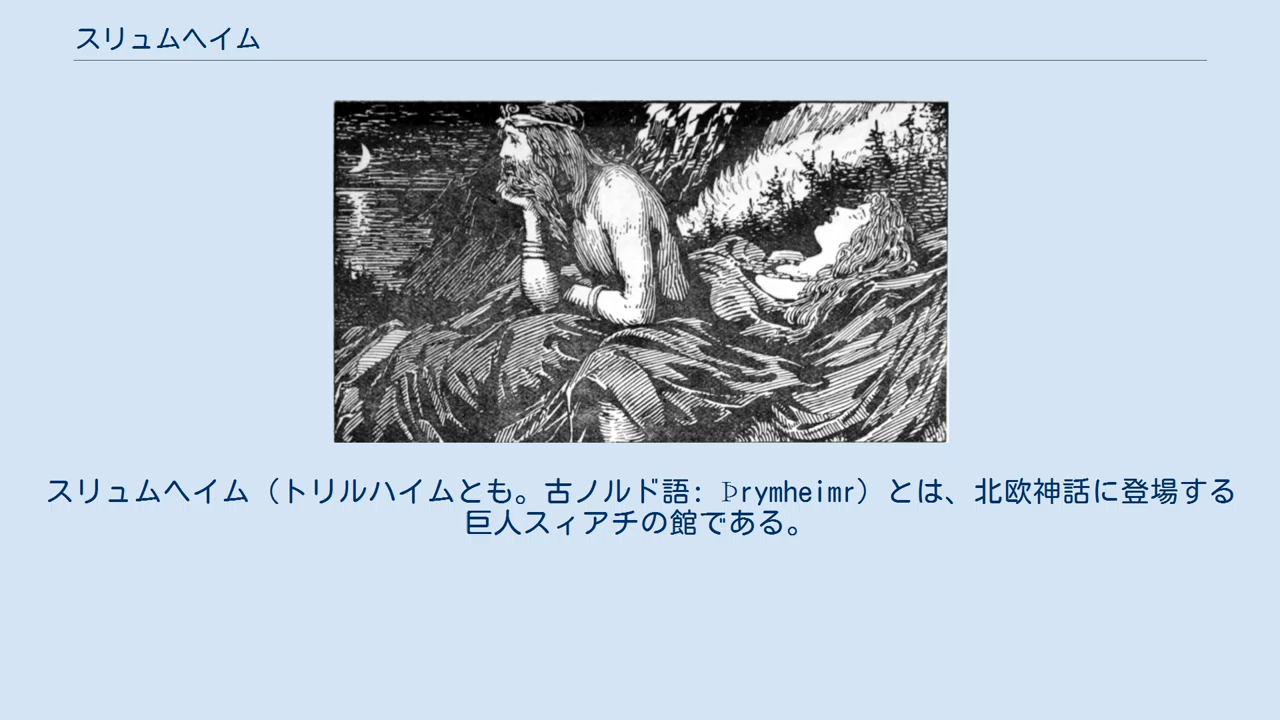 スリュムヘイム
スリュムヘイム（トリルハイムとも。古ノルド語: Þrymheimr）とは、北欧神話に登場する
巨人スィアチの館である。